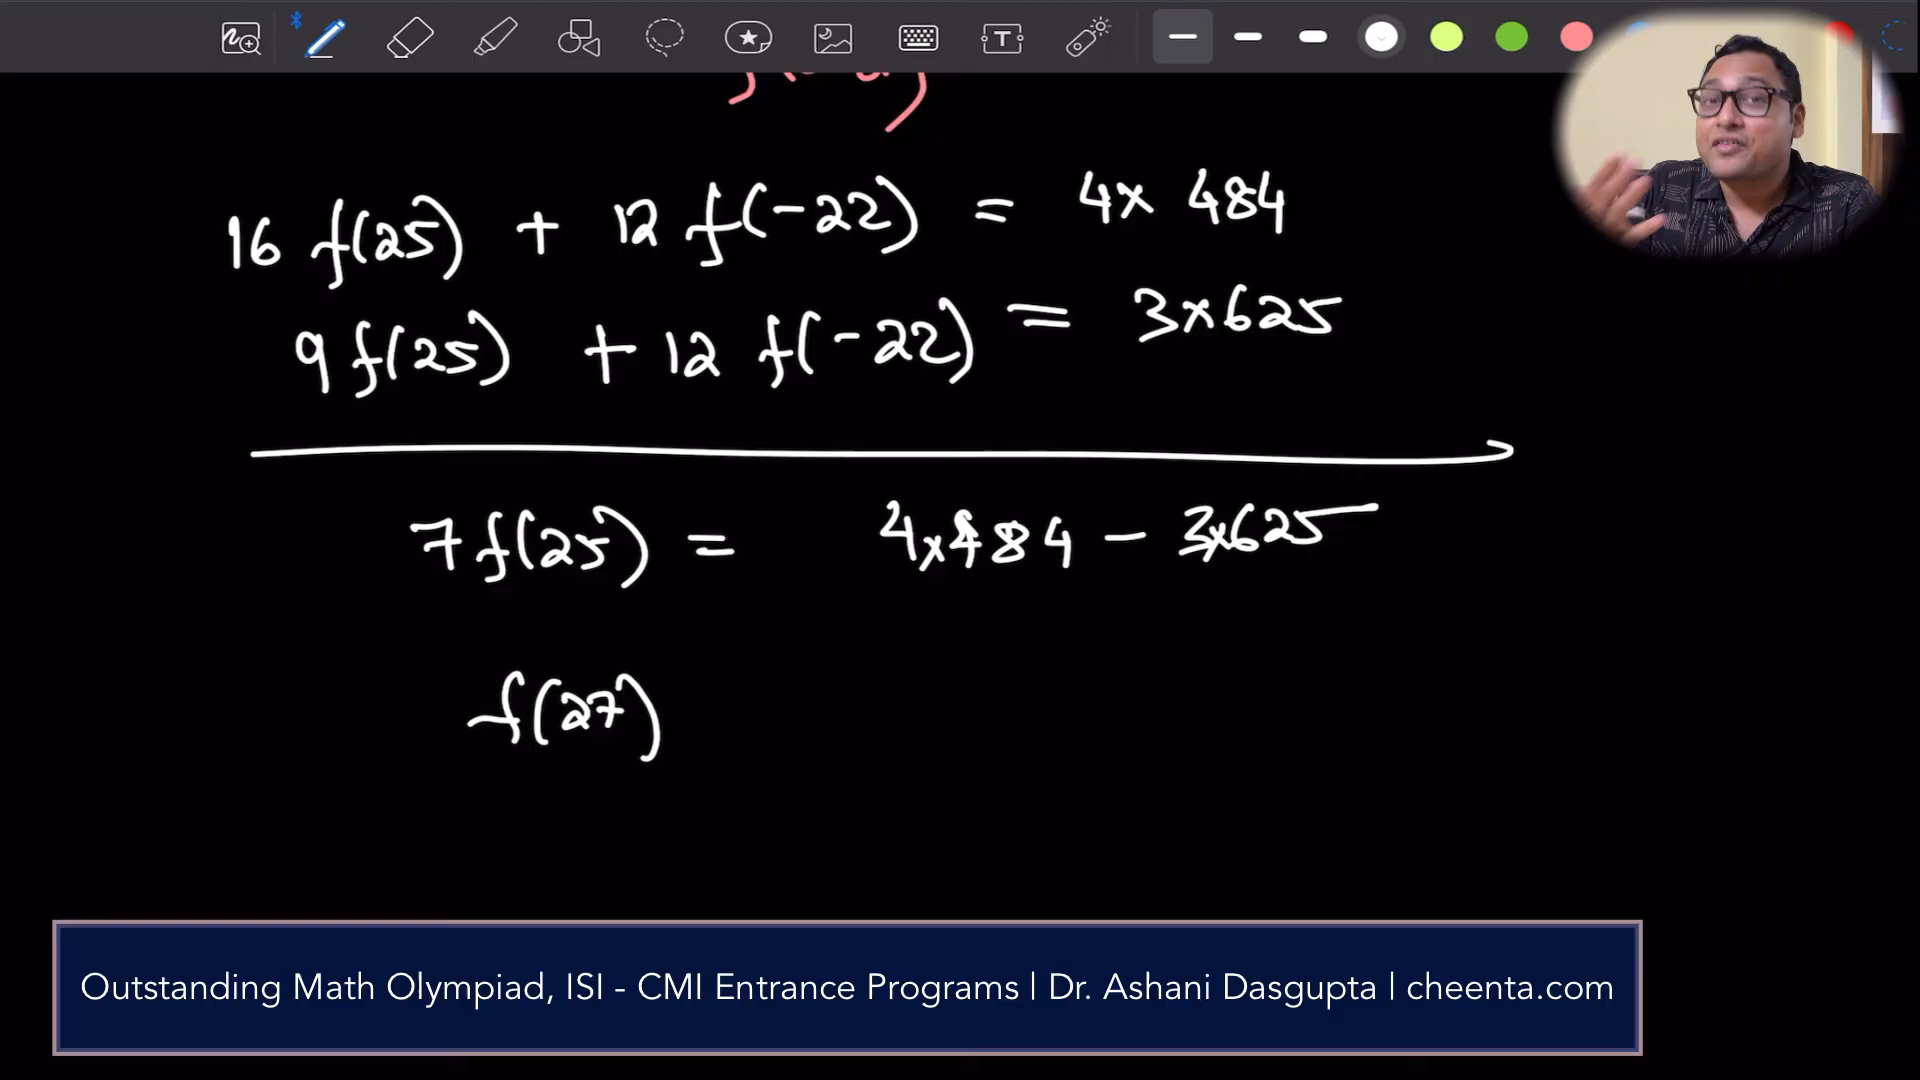 16 f(25) + 12 f(-22) = 4x 484
9 f(25) + 12 f(-22) = 3x625
7 f(25) = 4x484 - 3x625
f(27)
Outstanding Math Olympiad, ISI - CMI Entrance Programs | Dr. Ashani Dasgupta | cheenta.com